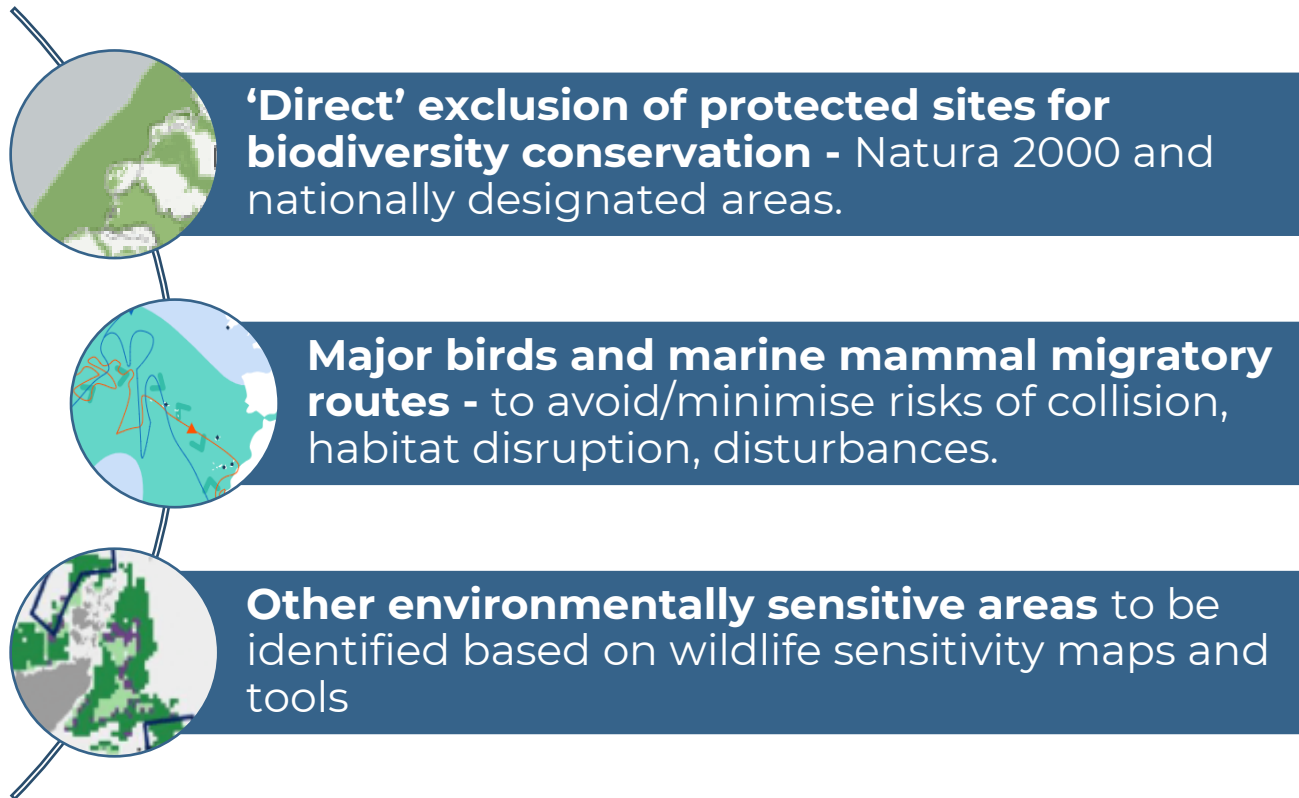 ‘Direct’ exclusion of protected sites for
biodiversity conservation - Natura 2000 and
nationally designated areas.
Major birds and marine mammal migratory
routes - to avoid/minimise risks of collision,
habitat disruption, disturbances.
Other environmentally sensitive areas to be
identified based on wildlife sensitivity maps and
tools